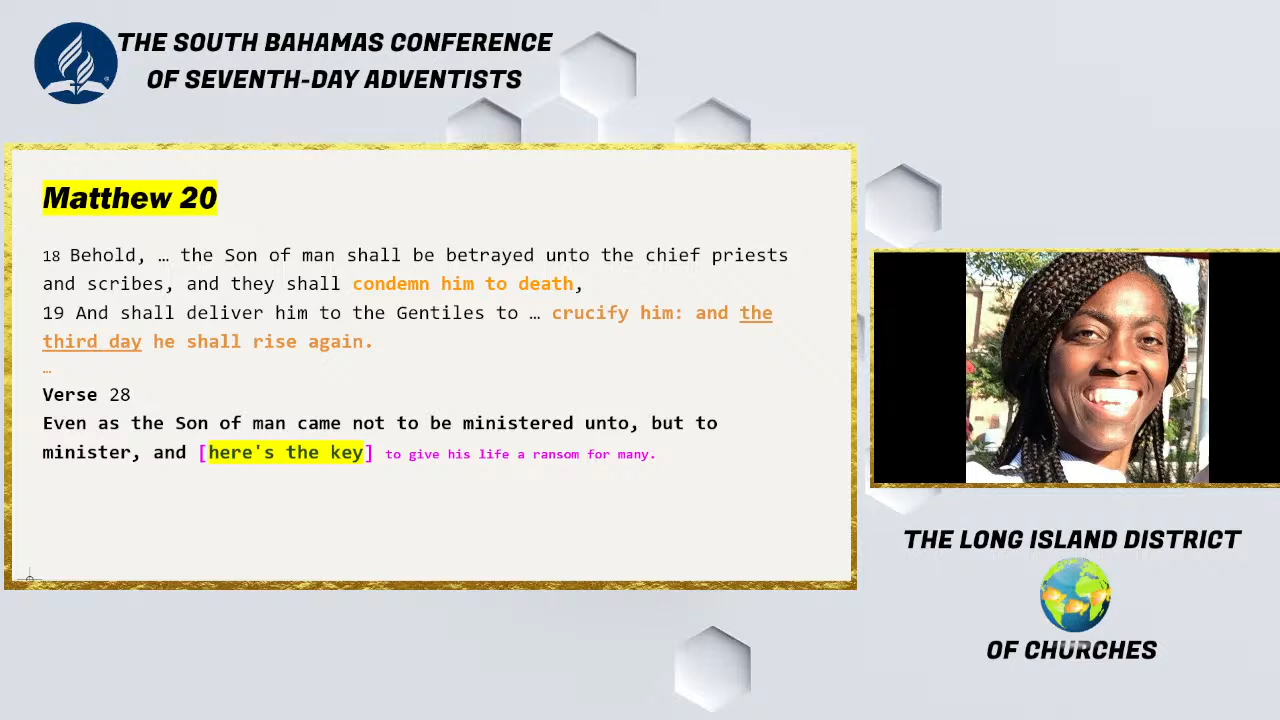 THE SOUTH BAHAMAS CONFERENCE
OF SEVENTH-DAY ADVENTISTS
Matthew 20
18 Behold, … the Son of man shall be betrayed unto the chief priests
and scribes, and they shall condemn him to death,
19 And shall deliver him to the Gentiles to … crucify him: and the
third day he shall rise again.
…
Verse 28
Even as the Son of man came not to be ministered unto, but to
minister, and [here's the key] to give his life a ransom for many.
THE LONG ISLAND DISTRICT
OF CHURCHES